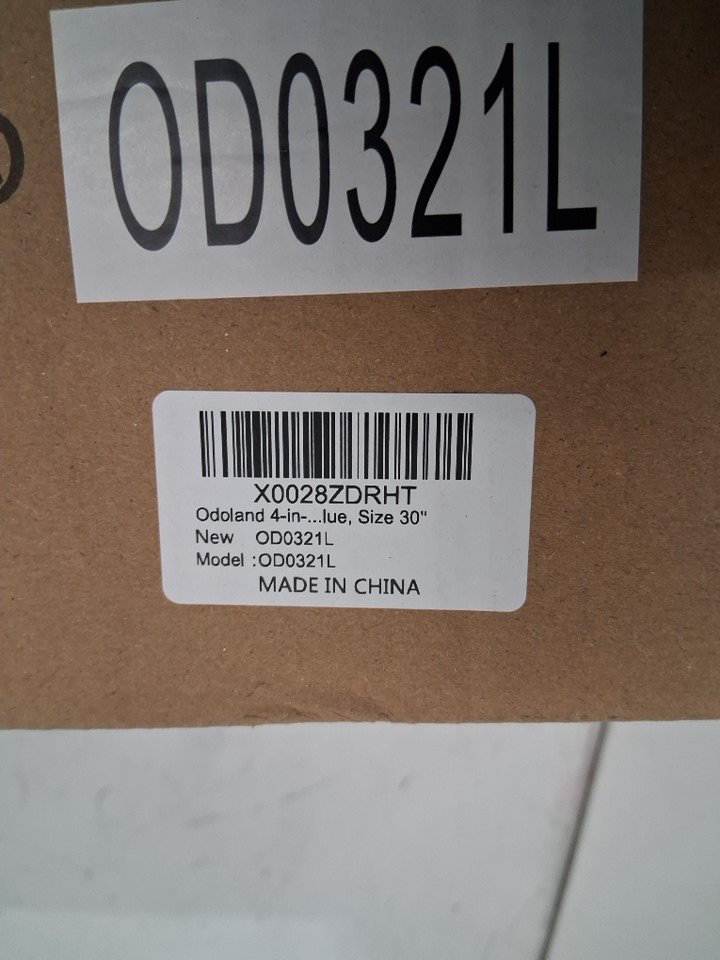 OD0321L
X0028ZDRHT
Odoland 4-in-...lue, Size 30"
New OD0321L
Model :OD0321L
MADE IN CHINA